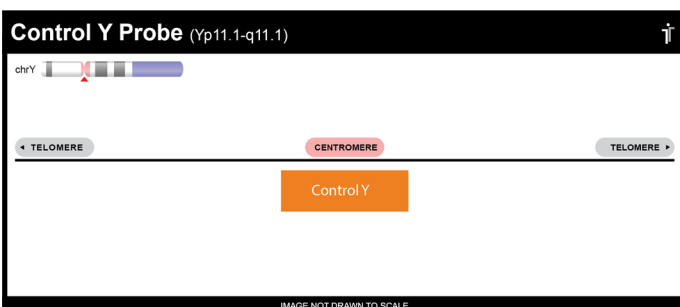 Control Y Probe (Yp11.1-q11.1)
chrY
TELOMERE
CENTROMERE
TELOMERE
Control Y
IMAGE NOT DRAWN TO SCALE